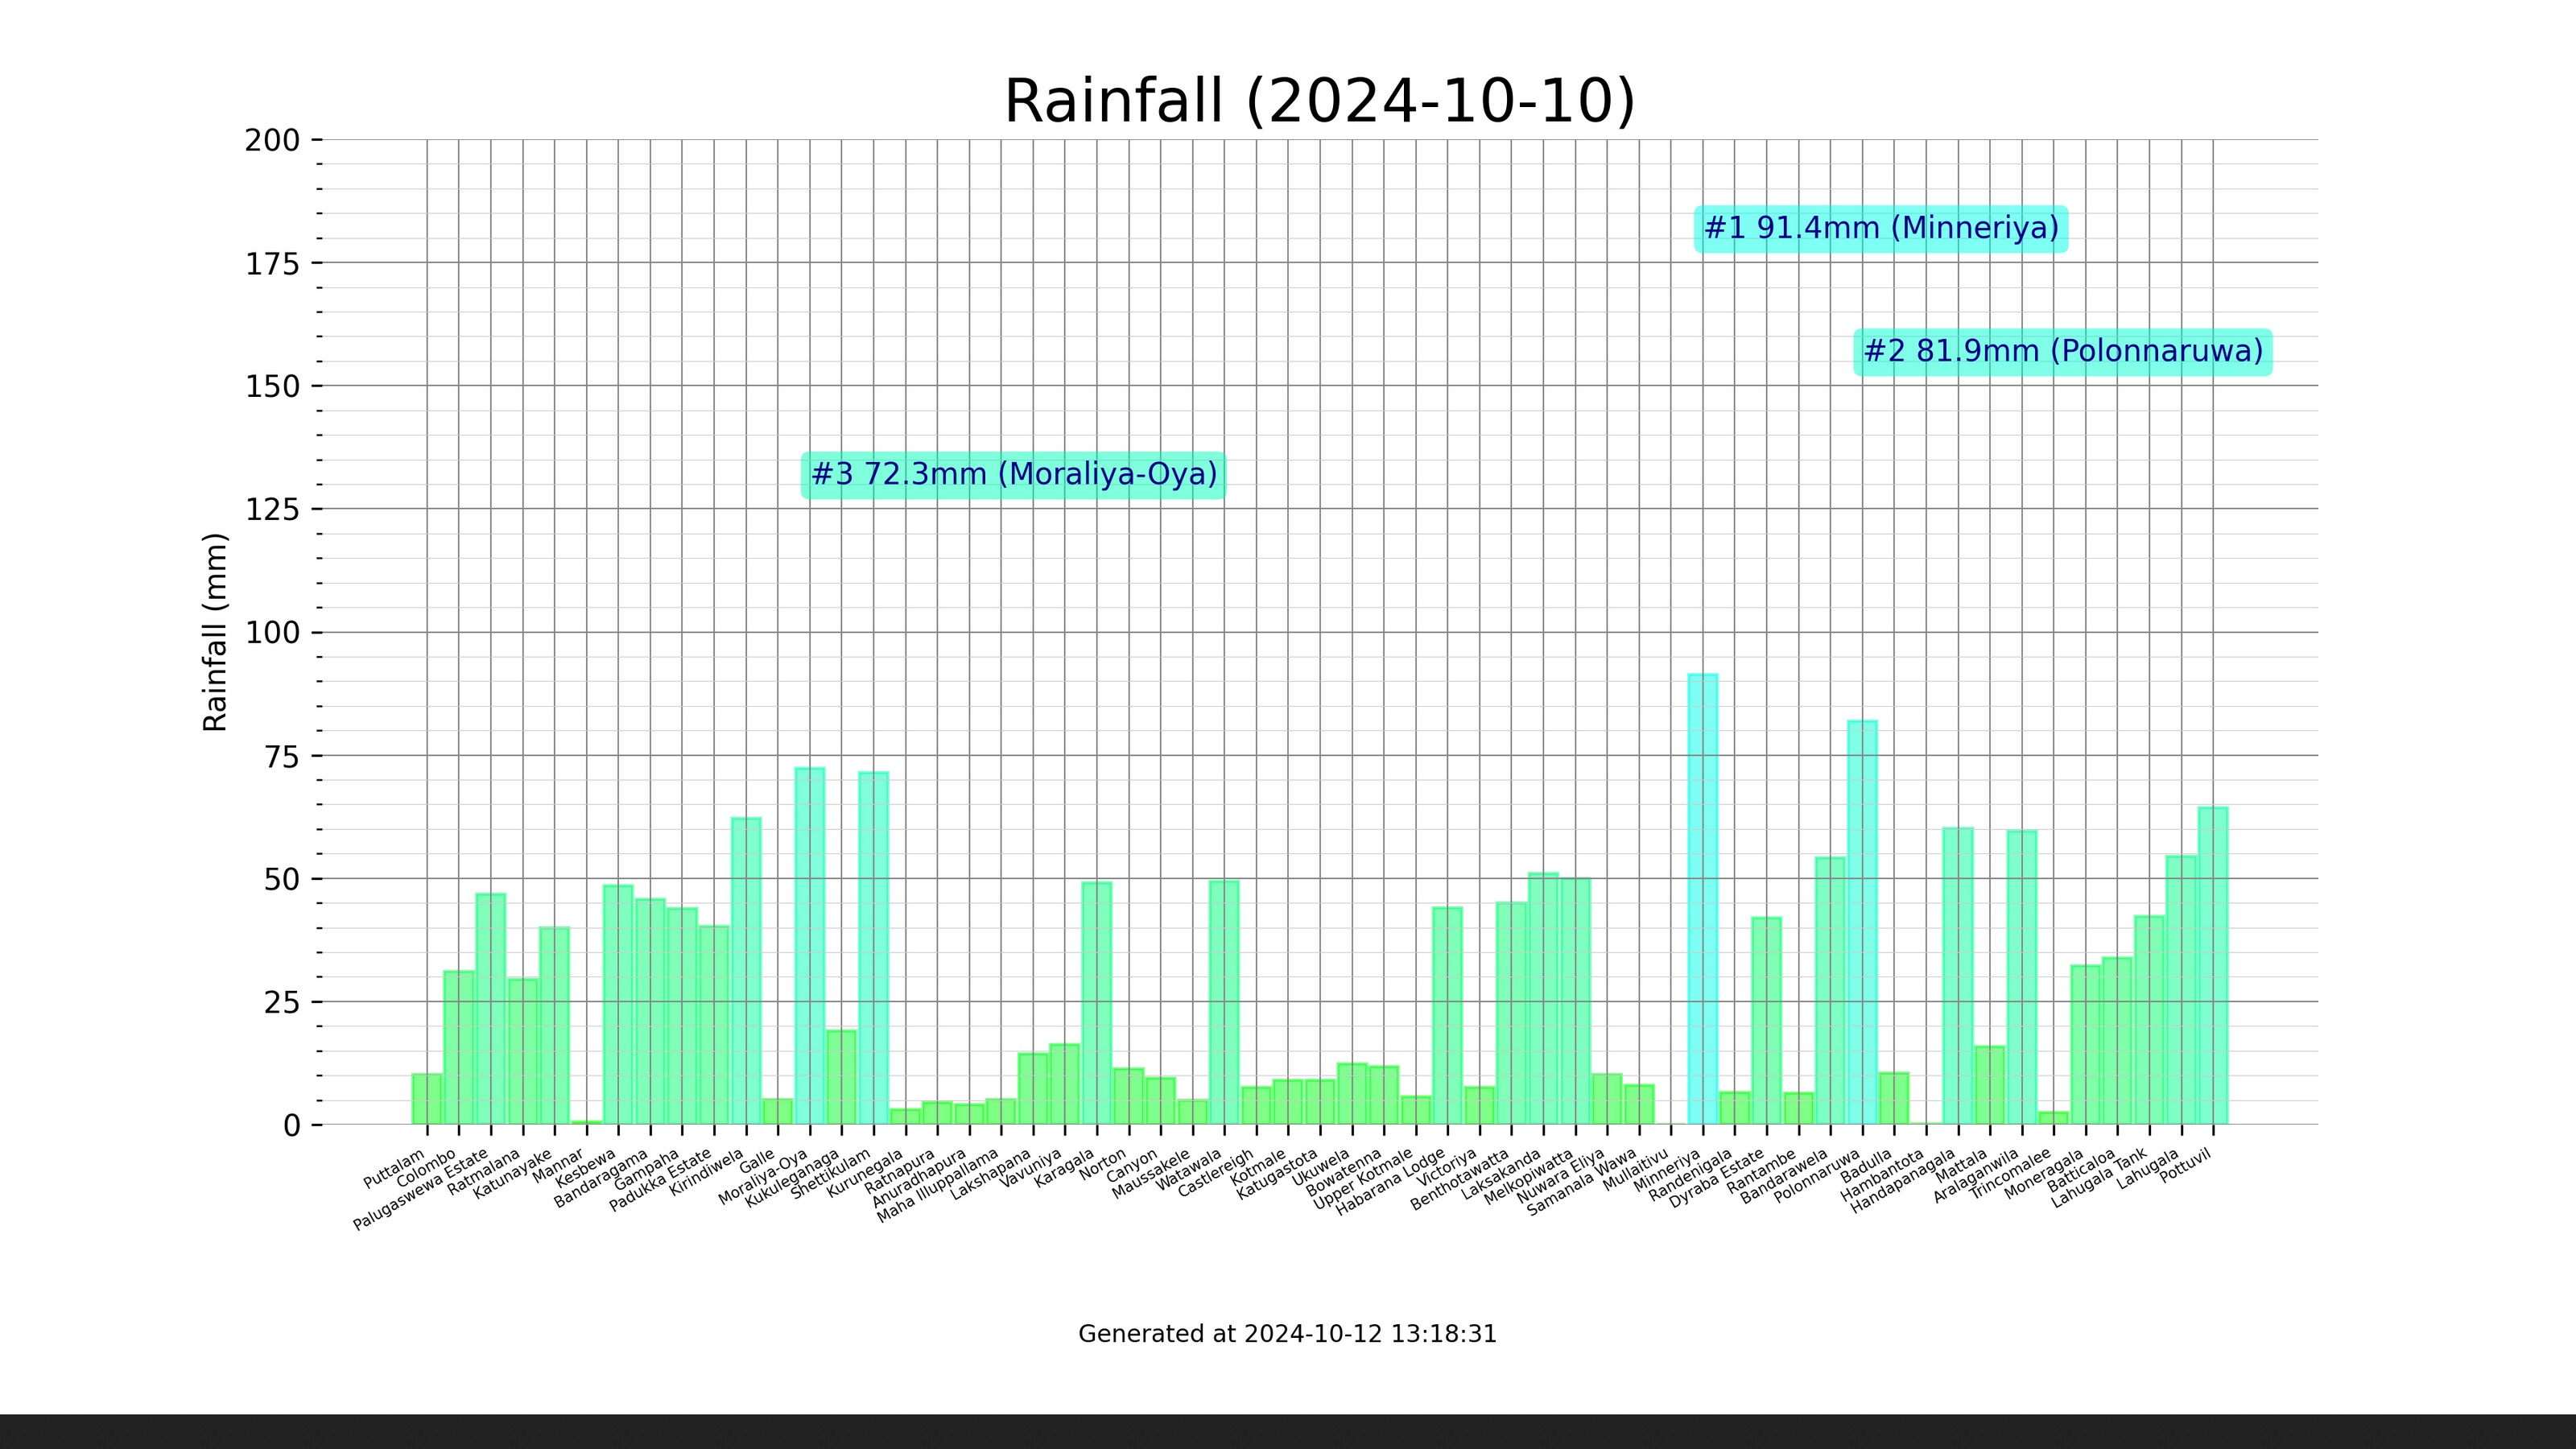 Rainfall (2024-10-10)
200
175
150
125
100
75
50
25
0
Rainfall (mm)
#1 91.4mm (Minneriya)
#2 81.9mm (Polonnaruwa)
#3 72.3mm (Moraliya-Oya)
Puttalam
Colombo
Palugaswewa Estate
Ratmalana
Katunayake
Mannar
Kesbewa
Bandaragama
Gampaha
Padukka Estate
Kirindiwela
Galle
Moraliya-Oya
Kukuleganaga
Shettikulam
Kurunegala
Ratnapura
Anuradhapura
Maha Illuppallama
Lakshapana
Vavuniya
Karagala
Norton
Canyon
Maussakele
Watawala
Castlereigh
Kotmale
Katugastota
Ukuwela
Bowatenna
Upper Kotmale
Habarana Lodge
Victoriya
Benthotawatta
Laksakanda
Melkopiwatta
Nuwara Eliya
Samanala Wawa
Mullaitivu
Minneriya
Randenigala
Dyraba Estate
Rantambe
Bandarawela
Polonnaruwa
Badulla
Hambantota
Handapanagala
Mattala
Aralaganwila
Trincomalee
Moneragala
Batticaloa
Lahugala Tank
Lahugala
Pottuvil
Generated at 2024-10-12 13:18:31